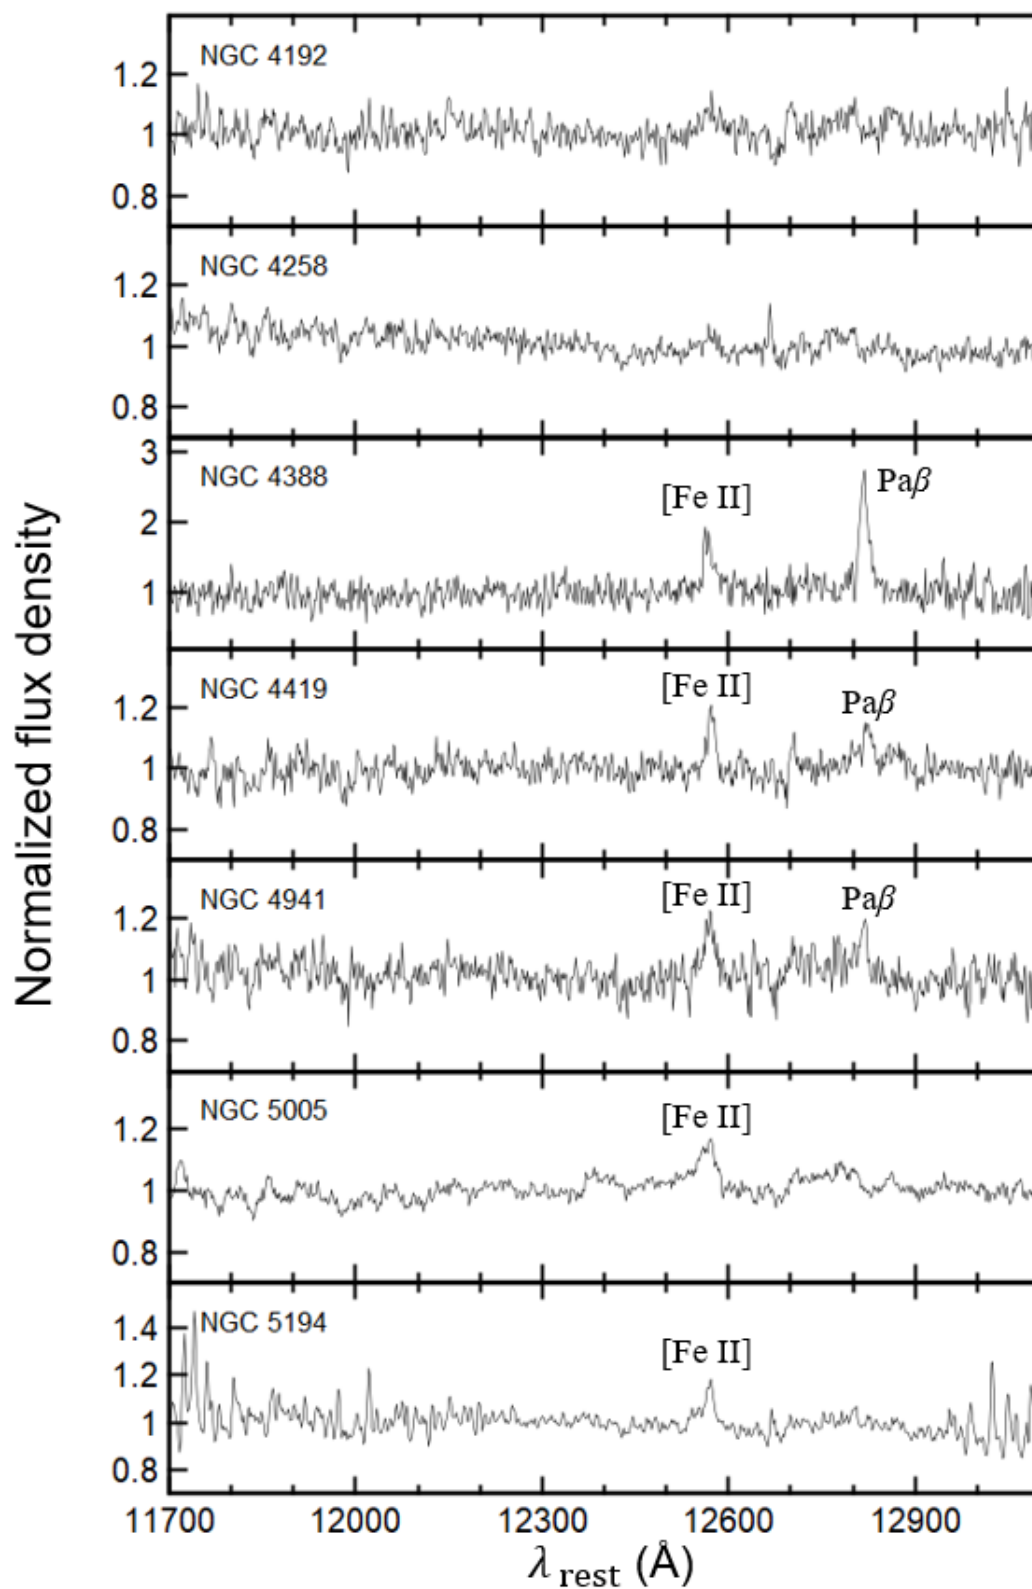 NGC 4192
1.2
1
0.8
NGC 4258
1.2
1
0.8
NGC 4388
[Fe II]
Paβ
3
2
1
NGC 4419
[Fe II]
Paβ
1.2
1
0.8
NGC 4941
[Fe II]
Paβ
1.2
1
0.8
NGC 5005
[Fe II]
1.2
1
0.8
NGC 5194
[Fe II]
1.4
1.2
1
0.8
11700 12000 12300 12600 12900
λ rest (Å)
Normalized flux density